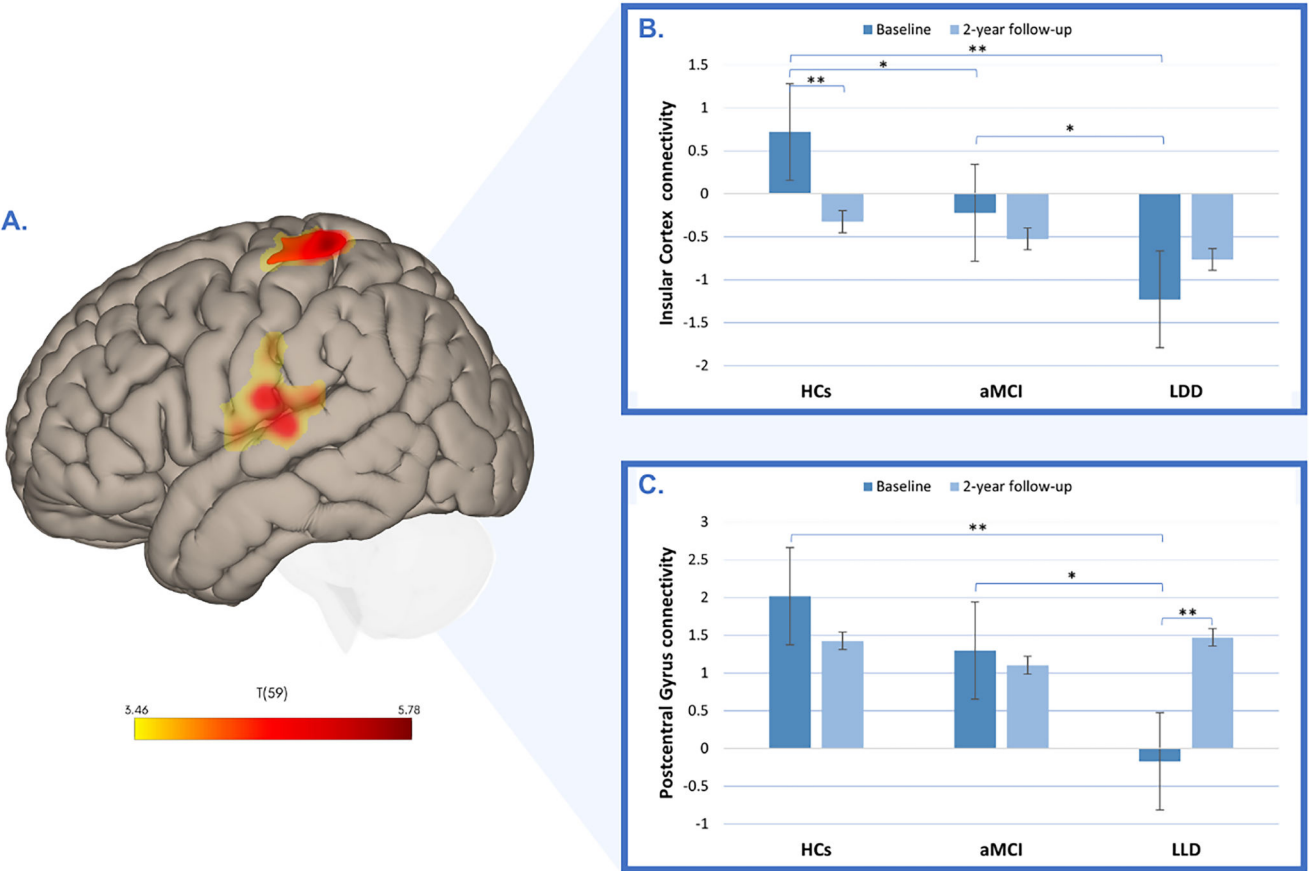 A.
T(59)
3.46 5.78
B.
Baseline 2-year follow-up
Insular Cortex connectivity
**
*
**
*
1.5
1
0.5
0
-0.5
-1
-1.5
-2
HCs aMCI LDD
C.
Baseline 2-year follow-up
Postcentral Gyrus connectivity
**
*
**
3
2.5
2
1.5
1
0.5
0
-0.5
-1
HCs aMCI LLD